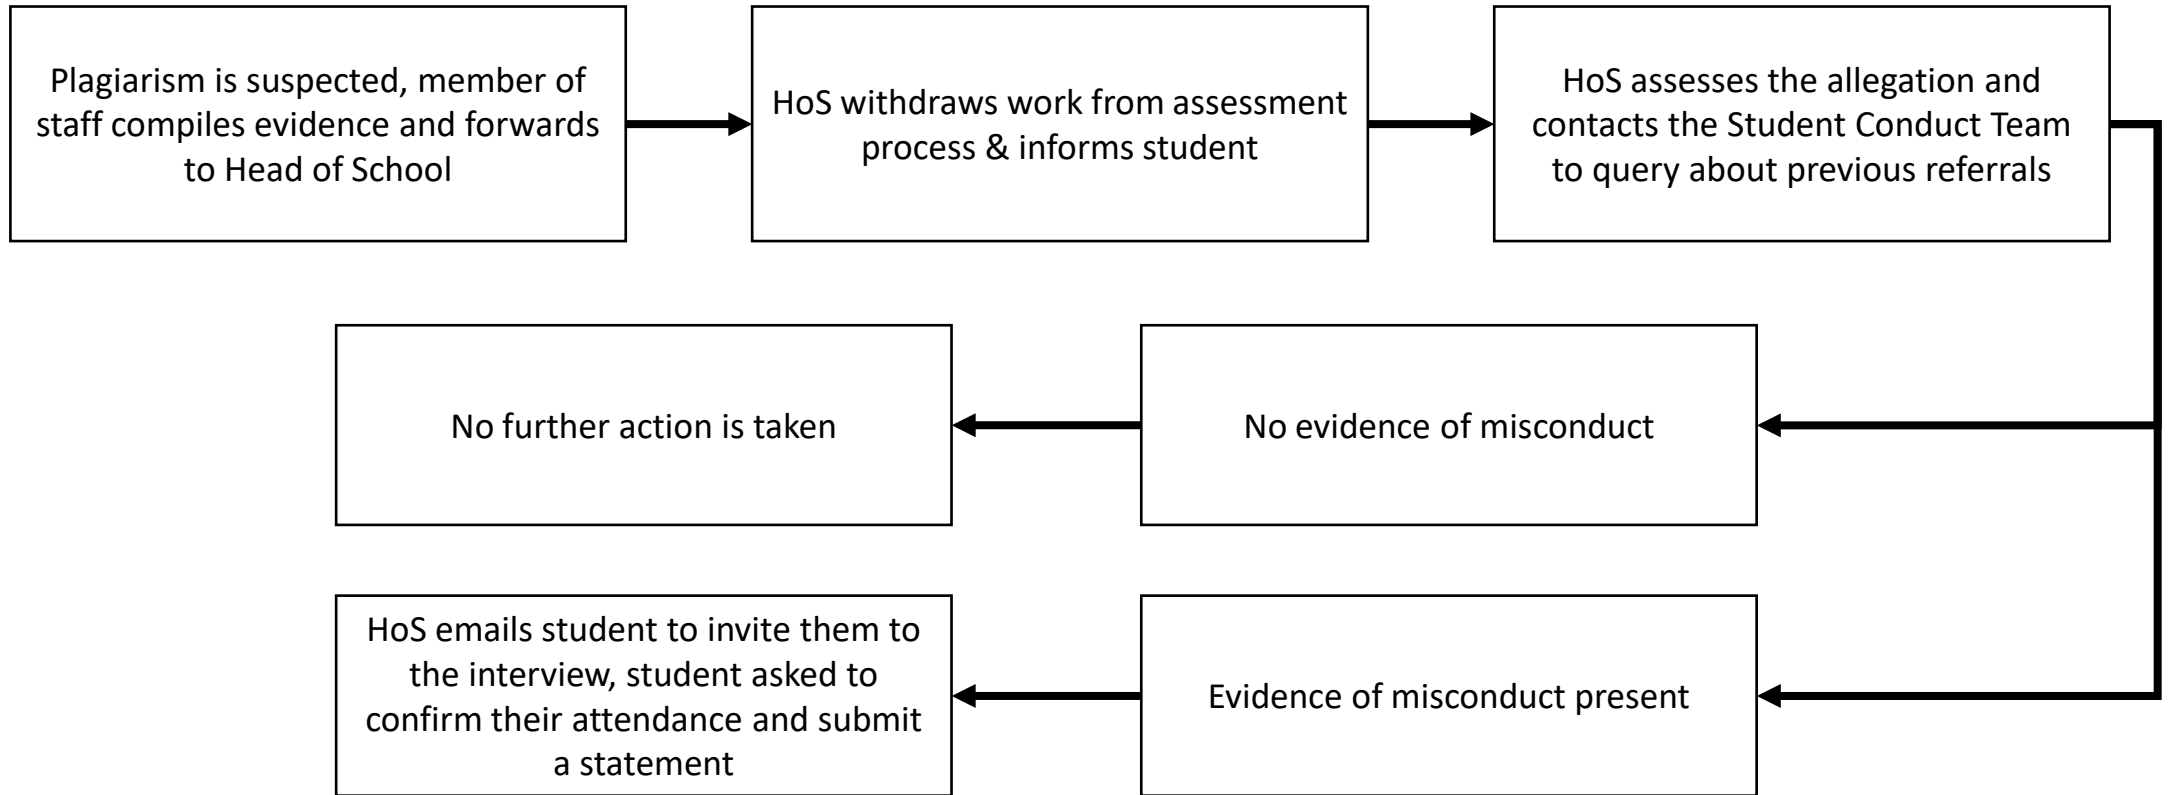 Plagiarism is suspected, member of
staff compiles evidence and forwards
to Head of School
HoS withdraws work from assessment
process & informs student
HoS assesses the allegation and
contacts the Student Conduct Team
to query about previous referrals
No further action is taken
No evidence of misconduct
HoS emails student to invite them to
the interview, student asked to
confirm their attendance and submit
a statement
Evidence of misconduct present